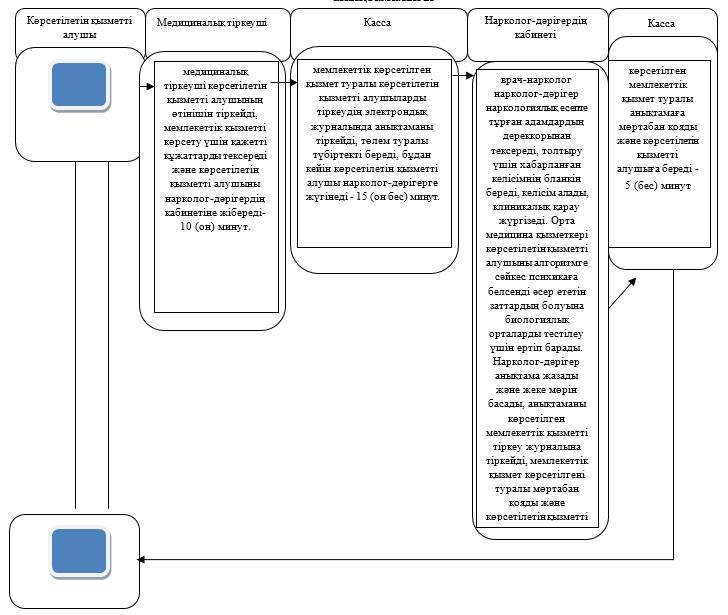 Көрсетілетін қызметті
алушы
Медициналық тіркеуші
Касса
Нарколог-дәрігердің
кабинеті
Касса
медициналық
тіркеуші көрсетілетін
қызметті алушының
өтінішін тіркейді,
мемлекеттік қызметті
көрсету үшін қажетті
құжаттарды тексереді
және көрсетілетін
қызметті алушыны
нарколог-дәрігердің
кабинетіне жібереді-
10 (он) минут.
мемлекеттік көрсетілген
қызмет туралы көрсетілетін
қызметті алушыларды
тіркеудің электрондық
журналында анықтаманы
тіркейді, төлем туралы
түбіртекті береді, бұдан
кейін көрсетілетін қызметті
алушы нарколог-дәрігерге
жүгінеді - 15 (он бес) минут.
врач-нарколог
нарколог-дәрігер
наркологиялық есепте
тұрған адамдардың
дерекқорынан
тексереді, толтыру
үшін хабарланған
келісімнің бланкін
береді, келісім алады,
клиникалық қарау
жүргізеді. Орта
медицина қызметкері
көрсетілетін қызметті
алушыны алгоритмге
сәйкес психикаға
белсенді әсер ететін
заттардың болуына
биологиялық
орталарды тестілеу
үшін ертіп барады.
Нарколог-дәрігер
анықтама жазады
және жеке мөрін
басады, анықтаманы
көрсетілген
мемлекеттік қызметті
тіркеу журналына
тіркейді, мемлекеттік
қызмет көрсетілгені
туралы мөртабан
қояды және
көрсетілетін қызметті
көрсетілген
мемлекеттік
қызмет туралы
анықтамаға
мөртабан қояды
және көрсетілетін
қызметті
алушыға береді -
5 (бес) минут